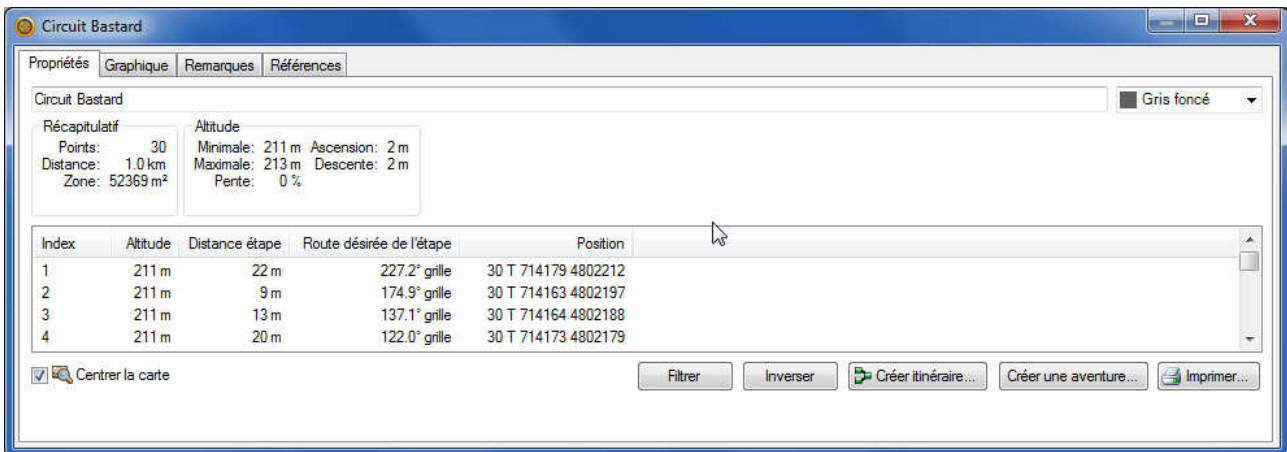 Circuit Bastard
Propriétés Graphique Remarques Références
Circuit Bastard Gris foncé
Récapitulatif Altitude
Points: 30 Minimale: 211 m Ascension: 2 m
Distance: 1.0 km Maximale: 213 m Descente: 2 m
Zone: 52369 m² Pente: 0 %
Index Altitude Distance étape Route désirée de l'étape Position
1 211 m 22 m 227.2° grille 30 T 714179 4802212
2 211 m 9 m 174.9° grille 30 T 714163 4802197
3 211 m 13 m 137.1° grille 30 T 714164 4802188
4 211 m 20 m 122.0° grille 30 T 714173 4802179
Centrer la carte Filtrer Inverser Créer itinéraire... Créer une aventure... Imprimer...